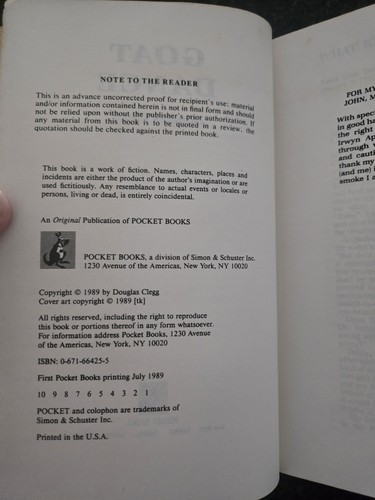 NOTE TO THE READER
This is an advance uncorrected proof for recipient's use; material
and/or information contained herein is not in final form and should
not be relied upon without the publisher's prior authorization. If
any material from this book is to be quoted in a review, the
quotation should be checked against the printed book.
This book is a work of fiction. Names, characters, places and
incidents are either the product of the author's imagination or are
used fictitiously. Any resemblance to actual events or locales or
persons, living or dead, is entirely coincidental.
An Original Publication of POCKET BOOKS
POCKET BOOKS, a division of Simon & Schuster Inc.
1230 Avenue of the Americas, New York, NY 10020
Copyright © 1989 by Douglas Clegg
Cover art copyright © 1989 [tk]
All rights reserved, including the right to reproduce
this book or portions thereof in any form whatsoever.
For information address Pocket Books, 1230 Avenue
of the Americas, New York, NY 10020
ISBN: 0-671-66425-5
First Pocket Books printing July 1989
10 9 8 7 6 5 4 3 2 1
POCKET and colophon are trademarks of
Simon & Schuster Inc.
Printed in the U.S.A.
FOR MY
JOHN, M
With spec
in good ha
the right
Irwyn Ap
through
and cauti
thank my
(and me)
smoke I a